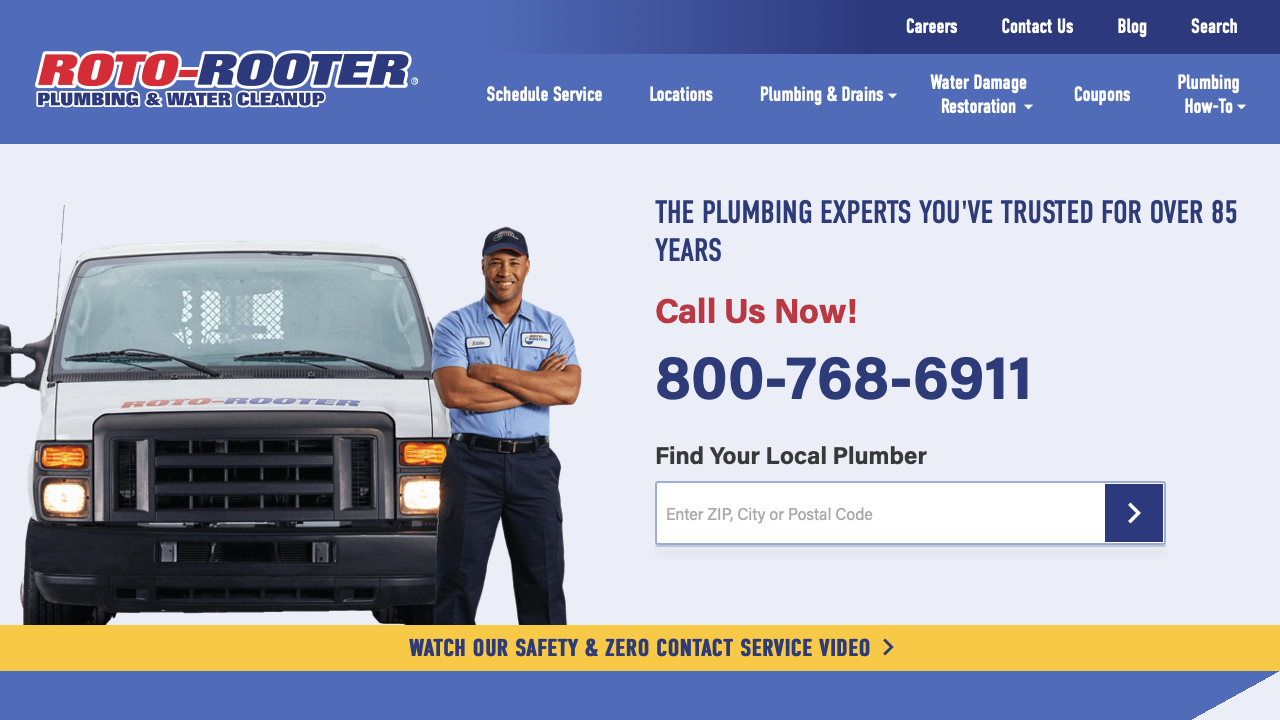 Careers Contact Us Blog Search
ROTO-ROOTER®
PLUMBING & WATER CLEANUP
Schedule Service Locations Plumbing & Drains Water Damage Restoration Coupons Plumbing How-To
THE PLUMBING EXPERTS YOU'VE TRUSTED FOR OVER 85
YEARS
Call Us Now!
800-768-6911
Find Your Local Plumber
Enter ZIP, City or Postal Code
Eddie
ROTO-ROOTER
ROTO-ROOTER
WATCH OUR SAFETY & ZERO CONTACT SERVICE VIDEO